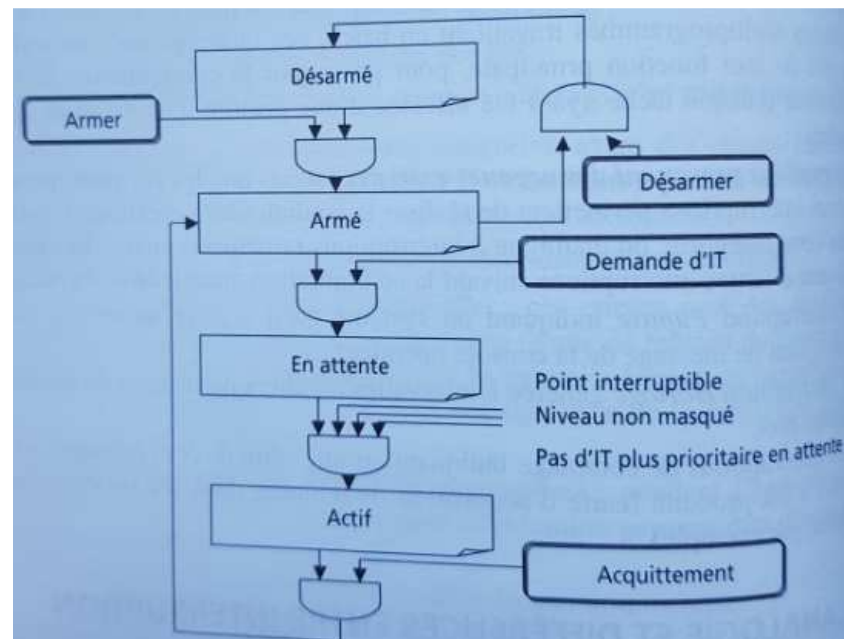 Désarmé
Armer
Désarmer
Armé
Demande d'IT
En attente
Point interruptible
Niveau non masqué
Pas d'IT plus prioritaire en attente
Actif
Acquittement